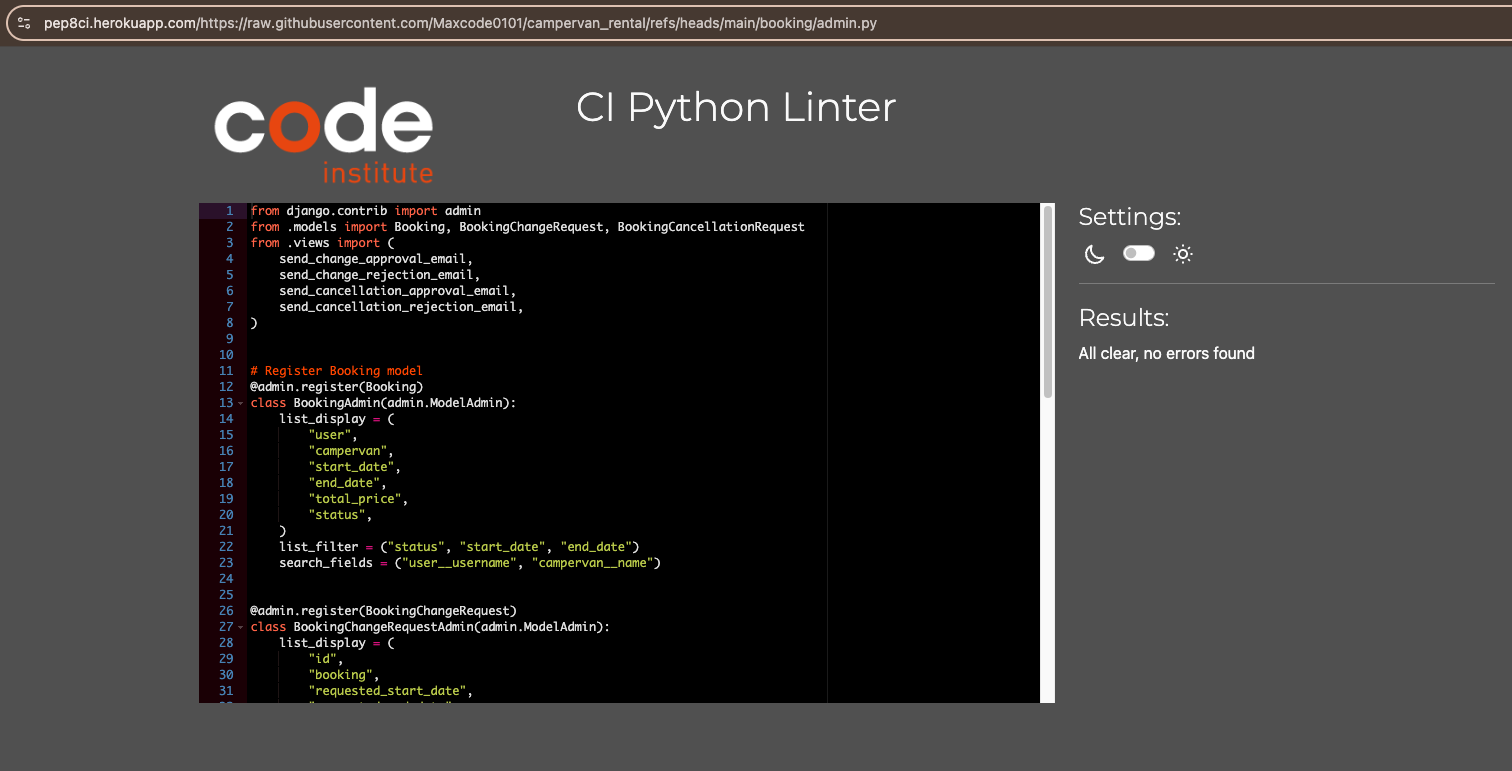 pep8ci.herokuapp.com/https://raw.githubusercontent.com/Maxcode0101/campervan_rental/refs/heads/main/booking/admin.py
code
institute
CI Python Linter
1 from django.contrib import admin
2 from .models import Booking, BookingChangeRequest, BookingCancellationRequest
3 from .views import (
4     send_change_approval_email,
5     send_change_rejection_email,
6     send_cancellation_approval_email,
7     send_cancellation_rejection_email,
8 )
9
10
11 # Register Booking model
12 @admin.register(Booking)
13 class BookingAdmin(admin.ModelAdmin):
14     list_display = (
15         "user",
16         "campervan",
17         "start_date",
18         "end_date",
19         "total_price",
20         "status",
21     )
22     list_filter = ("status", "start_date", "end_date")
23     search_fields = ("user__username", "campervan__name")
24
25
26 @admin.register(BookingChangeRequest)
27 class BookingChangeRequestAdmin(admin.ModelAdmin):
28     list_display = (
29         "id",
30         "booking",
31         "requested_start_date",
Settings:
Results:
All clear, no errors found